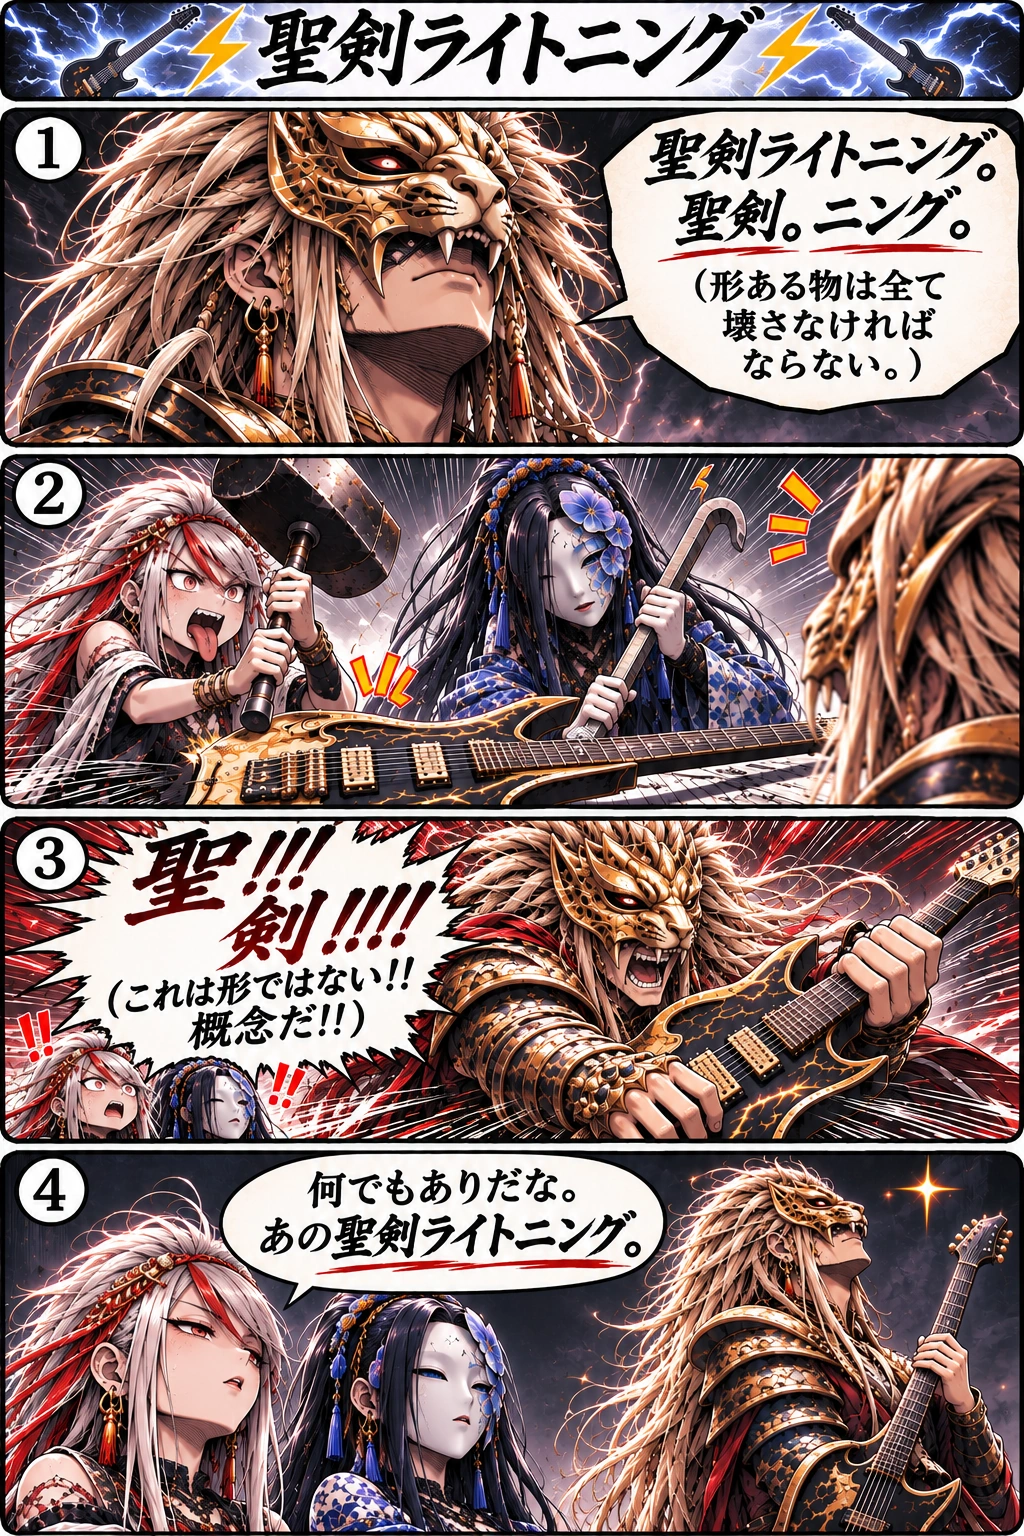 聖剣ライトニング
1
聖剣ライトニング。
聖剣。ニング。
(形ある物は全て
壊さなければ
ならない。)
2
3
聖!!!
剣!!!!
(これは形ではない!!
概念だ!!)
!!
!!
4
何でもありだな。
あの聖剣ライトニング。